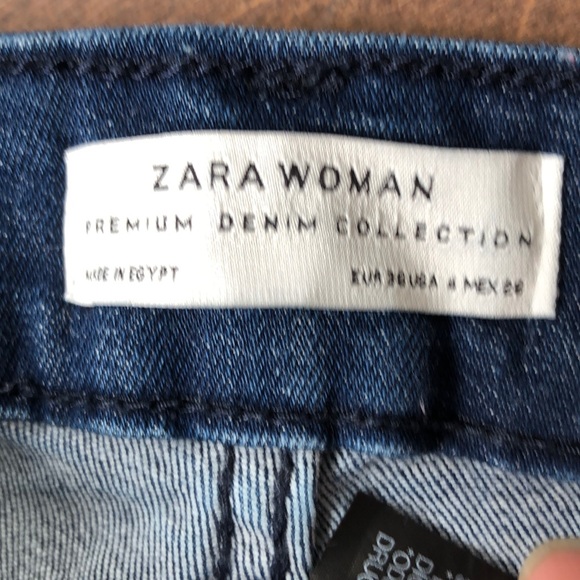 ZARA WOMAN
PREMIUM DENIM COLLECTION
MADE IN EGYPT EUR 36 USA 4 MEX 26